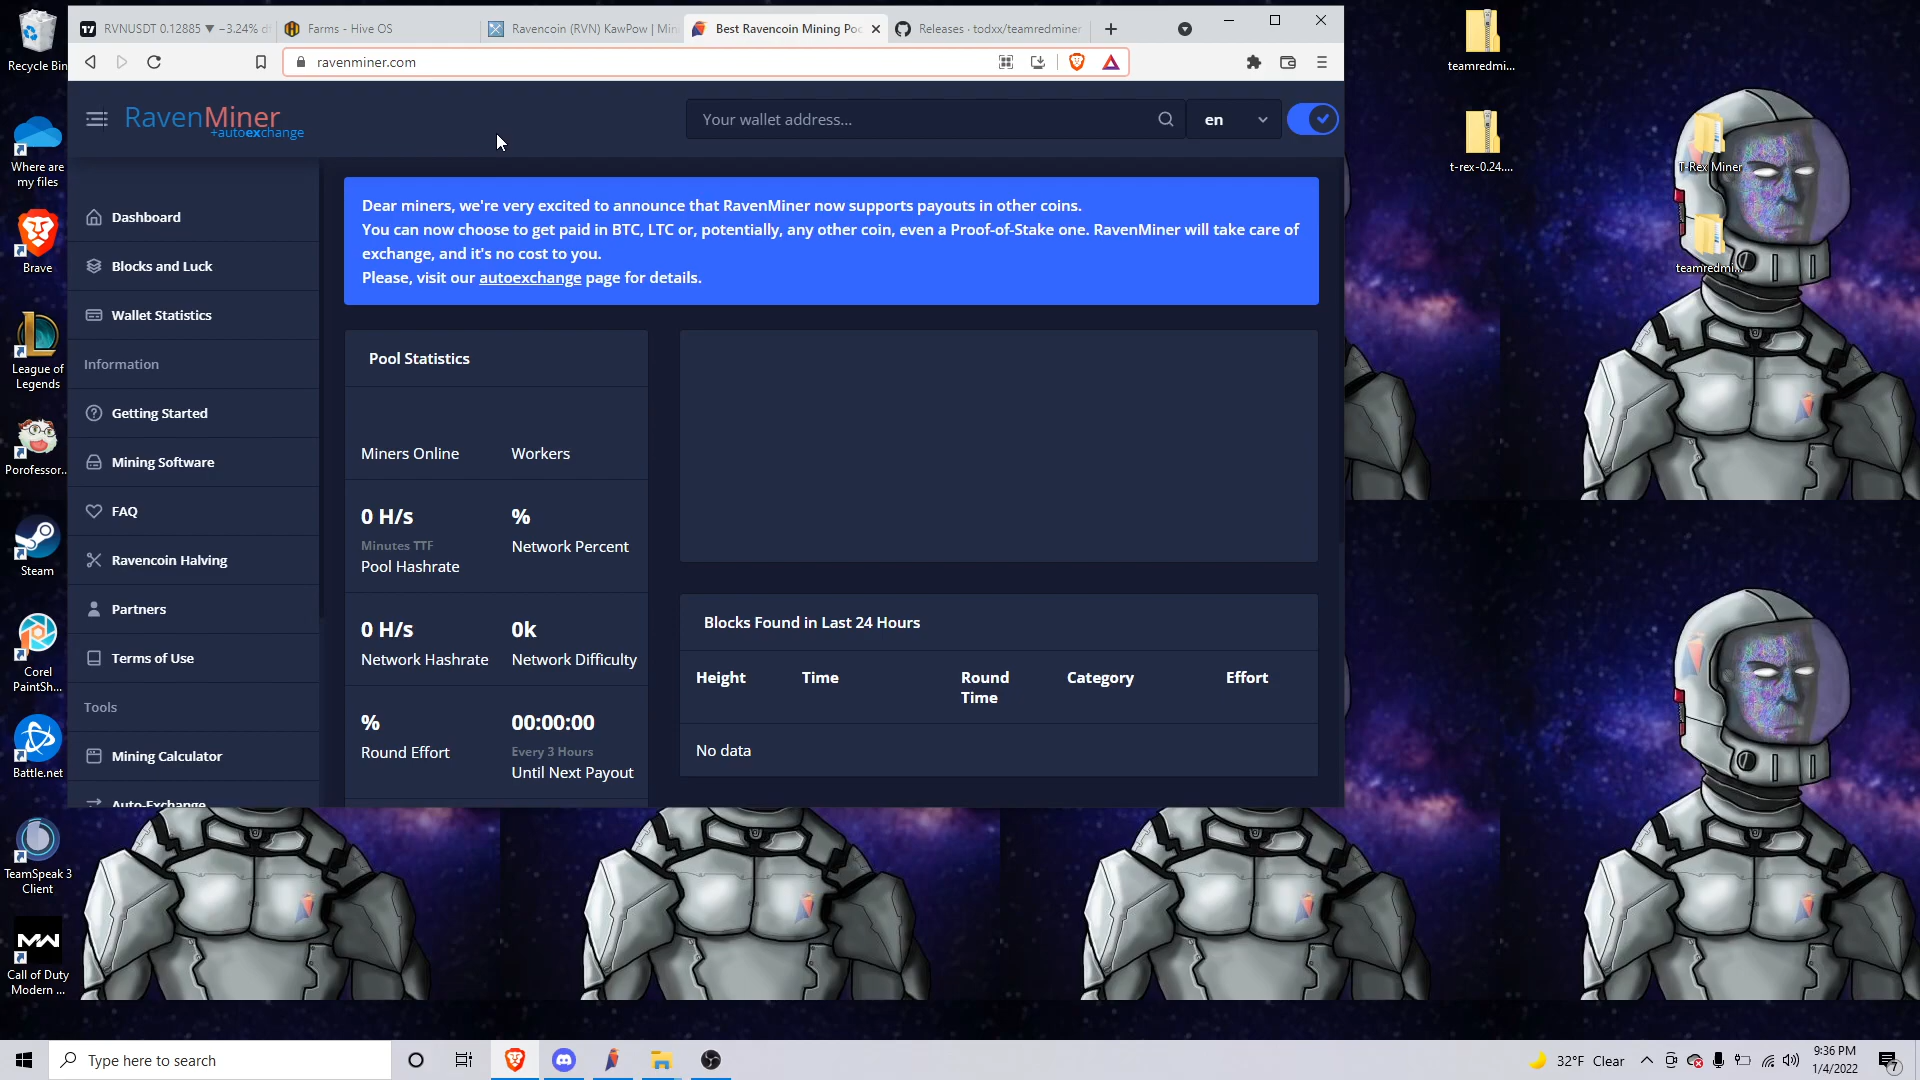 RVNUSDT 0.12885 ▼ −3.24%
Farms - Hive OS
Ravencoin (RVN) KawPow | Min
Best Ravencoin Mining Poo
Releases · todxx/teamredminer
ravenminer.com
RavenMiner
+autoexchange
Your wallet address...
en
Dashboard
Blocks and Luck
Wallet Statistics
Information
Getting Started
Mining Software
FAQ
Ravencoin Halving
Partners
Terms of Use
Tools
Mining Calculator
Auto-Exchange
Dear miners, we're very excited to announce that RavenMiner now supports payouts in other coins.
You can now choose to get paid in BTC, LTC or, potentially, any other coin, even a Proof-of-Stake one. RavenMiner will take care of
exchange, and it's no cost to you.
Please, visit our autoexchange page for details.
Pool Statistics
Miners Online
Workers
0 H/s
Minutes TTF
Pool Hashrate
%
Network Percent
0 H/s
Network Hashrate
0k
Network Difficulty
%
Round Effort
00:00:00
Every 3 Hours
Until Next Payout
Blocks Found in Last 24 Hours
Height Time Round Category Effort
Time
No data
Recycle Bin
Where are
my files
Brave
League of
Legends
Porofessor...
Steam
Corel
PaintSh...
Battle.net
TeamSpeak 3
Client
MW
Call of Duty
Modern ...
teamredmi...
t-rex-0.24....
T-Rex Miner
teamredmi...
Type here to search
32°F Clear
9:36 PM
1/4/2022
7